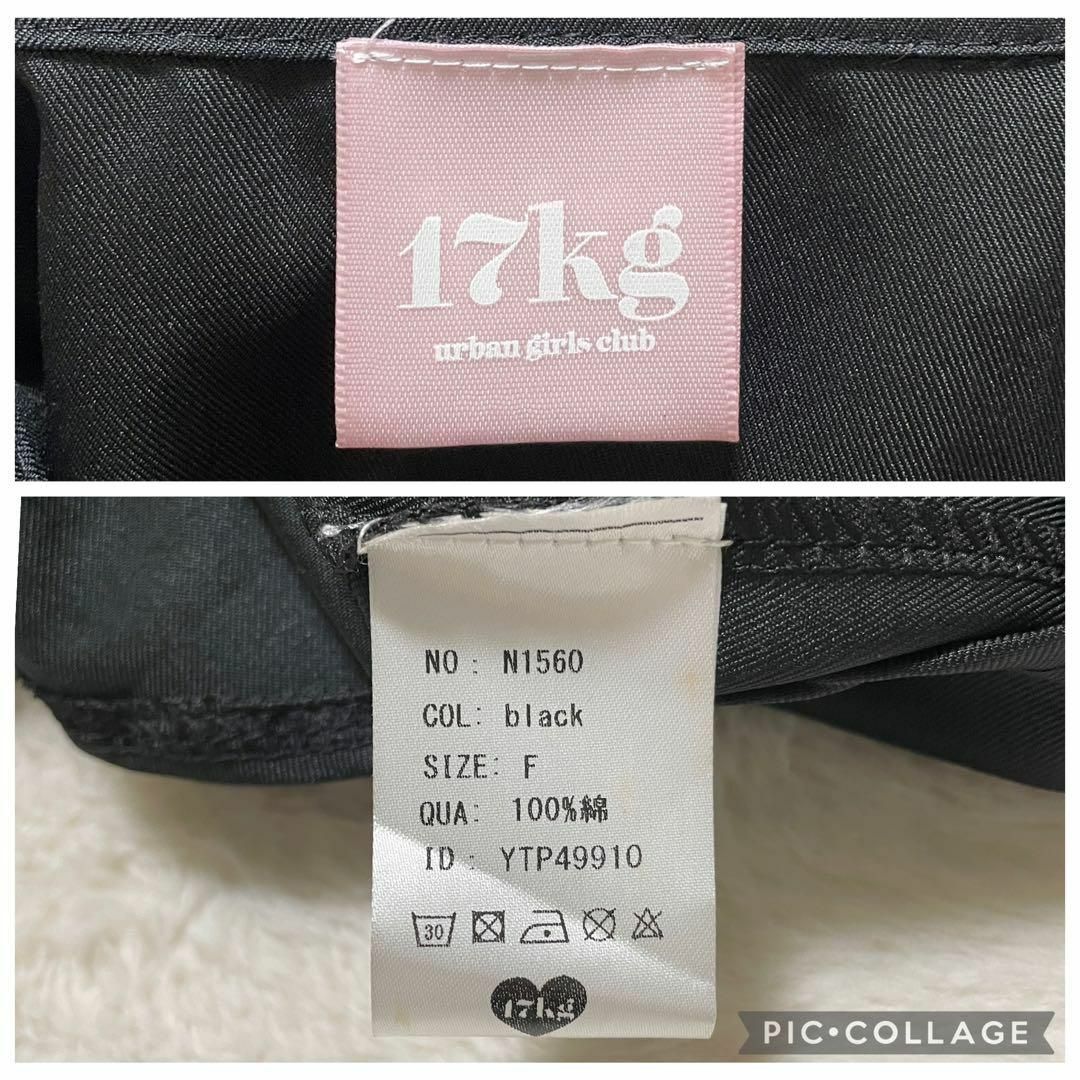 17kg
urban girls club
NO : N1560
COL: black
SIZE: F
QUA: 100%綿
ID : YTP49910
30
17kg
PIC•COLLAGE